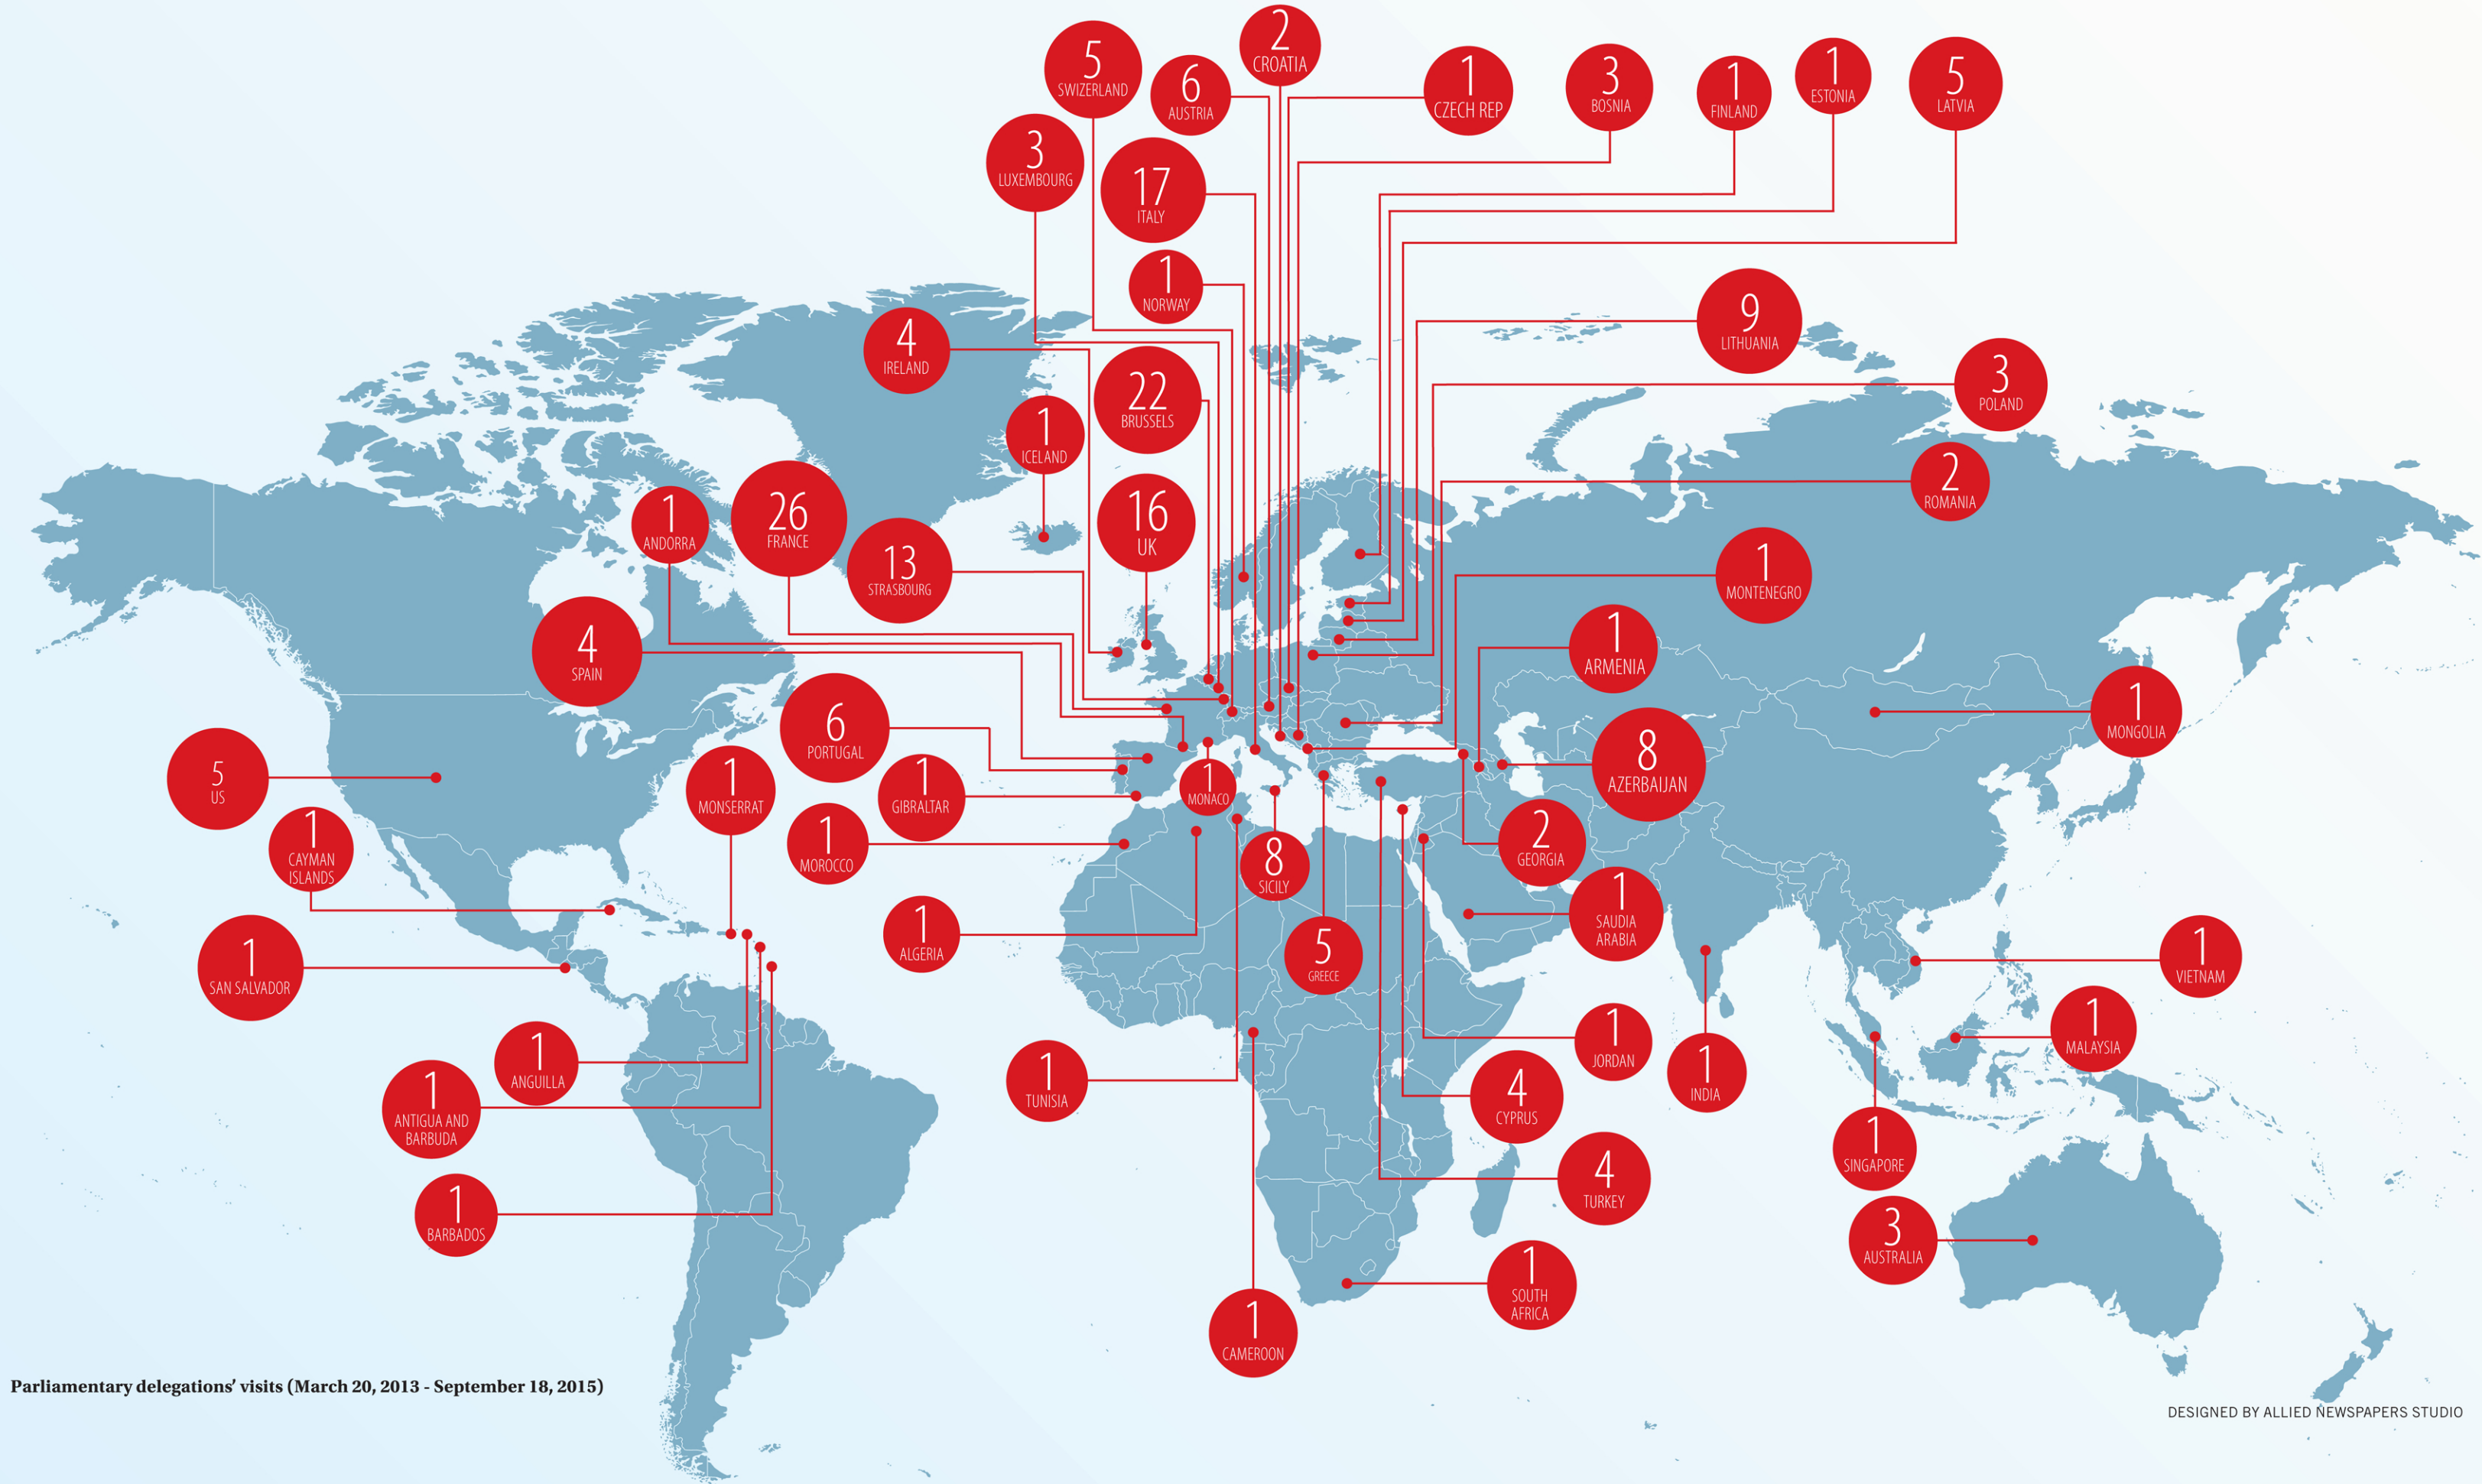 2
CROATIA
5
SWIZERLAND
6
AUSTRIA
1
CZECH REP
3
BOSNIA
1
FINLAND
1
ESTONIA
5
LATVIA
3
LUXEMBOURG
17
ITALY
1
NORWAY
9
LITHUANIA
4
IRELAND
22
BRUSSELS
3
POLAND
1
ICELAND
2
ROMANIA
1
ANDORRA
26
FRANCE
13
STRASBOURG
16
UK
1
MONTENEGRO
4
SPAIN
1
ARMENIA
1
MONGOLIA
6
PORTUGAL
5
US
1
MONSERRAT
1
GIBRALTAR
1
MONACO
8
AZERBAIJAN
1
CAYMAN
ISLANDS
1
MOROCCO
8
SICILY
2
GEORGIA
1
ALGERIA
5
GREECE
1
SAUDIA
ARABIA
1
SAN SALVADOR
1
VIETNAM
1
ANGUILLA
1
TUNISIA
1
JORDAN
1
INDIA
1
MALAYSIA
1
ANTIGUA AND
BARBUDA
4
CYPRUS
1
SINGAPORE
1
BARBADOS
4
TURKEY
3
AUSTRALIA
1
SOUTH
AFRICA
1
CAMEROON
Parliamentary delegations’ visits (March 20, 2013 - September 18, 2015)
DESIGNED BY ALLIED NEWSPAPERS STUDIO